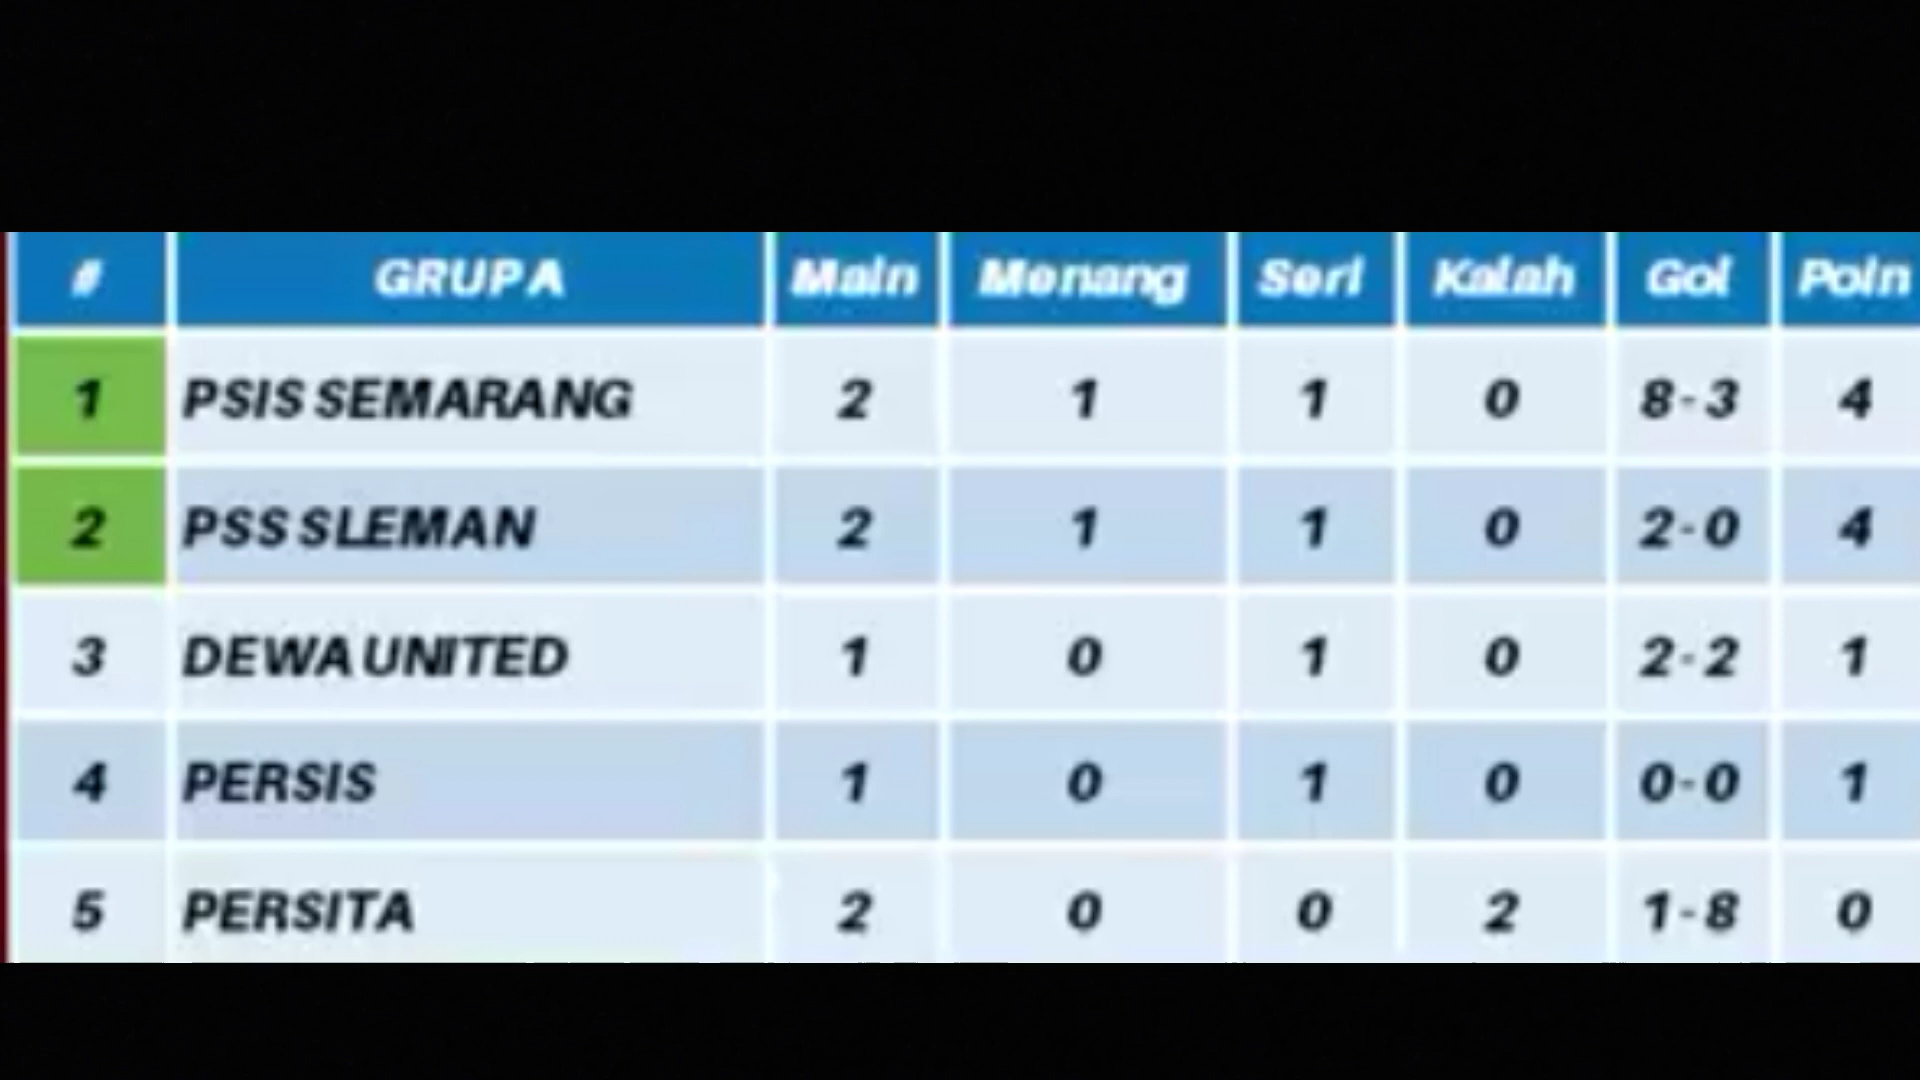 # GRUP A Main Menang Seri Kalah Gol Poin
1 PSIS SEMARANG 2 1 1 0 8-3 4
2 PSS SLEMAN 2 1 1 0 2-0 4
3 DEWA UNITED 1 0 1 0 2-2 1
4 PERSIS 1 0 1 0 0-0 1
5 PERSITA 2 0 0 2 1-8 0